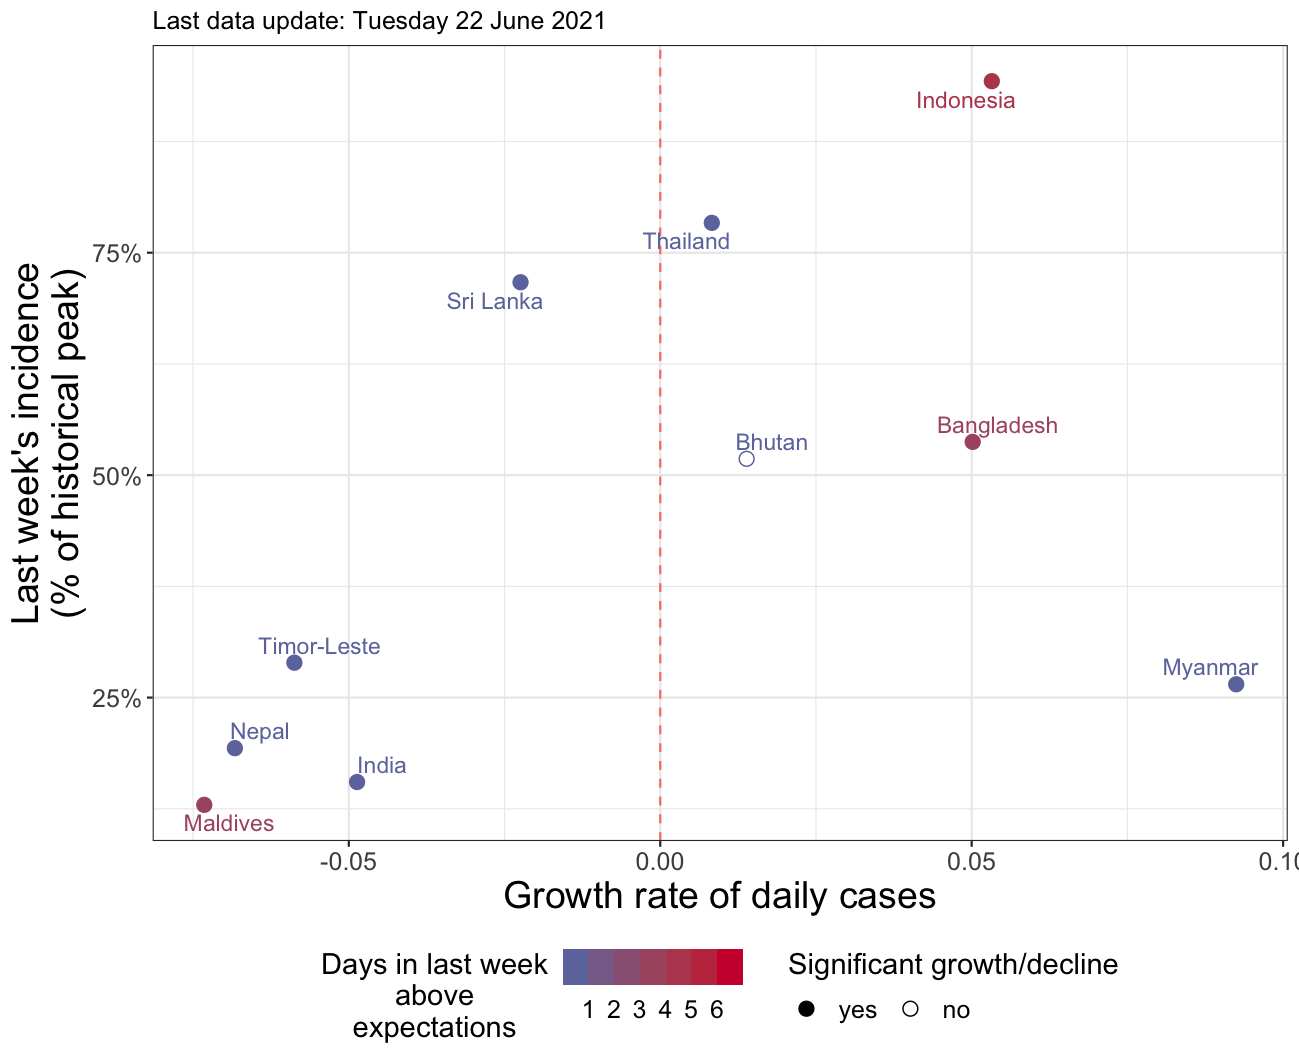 Last data update: Tuesday 22 June 2021
Last week's incidence
(% of historical peak)
75%
50%
25%
Indonesia
Thailand
Sri Lanka
Bangladesh
Bhutan
Timor-Leste
Myanmar
Nepal
India
Maldives
-0.05
0.00
0.05
0.10
Growth rate of daily cases
Days in last week
above
expectations
1 2 3 4 5 6
Significant growth/decline
yes
no